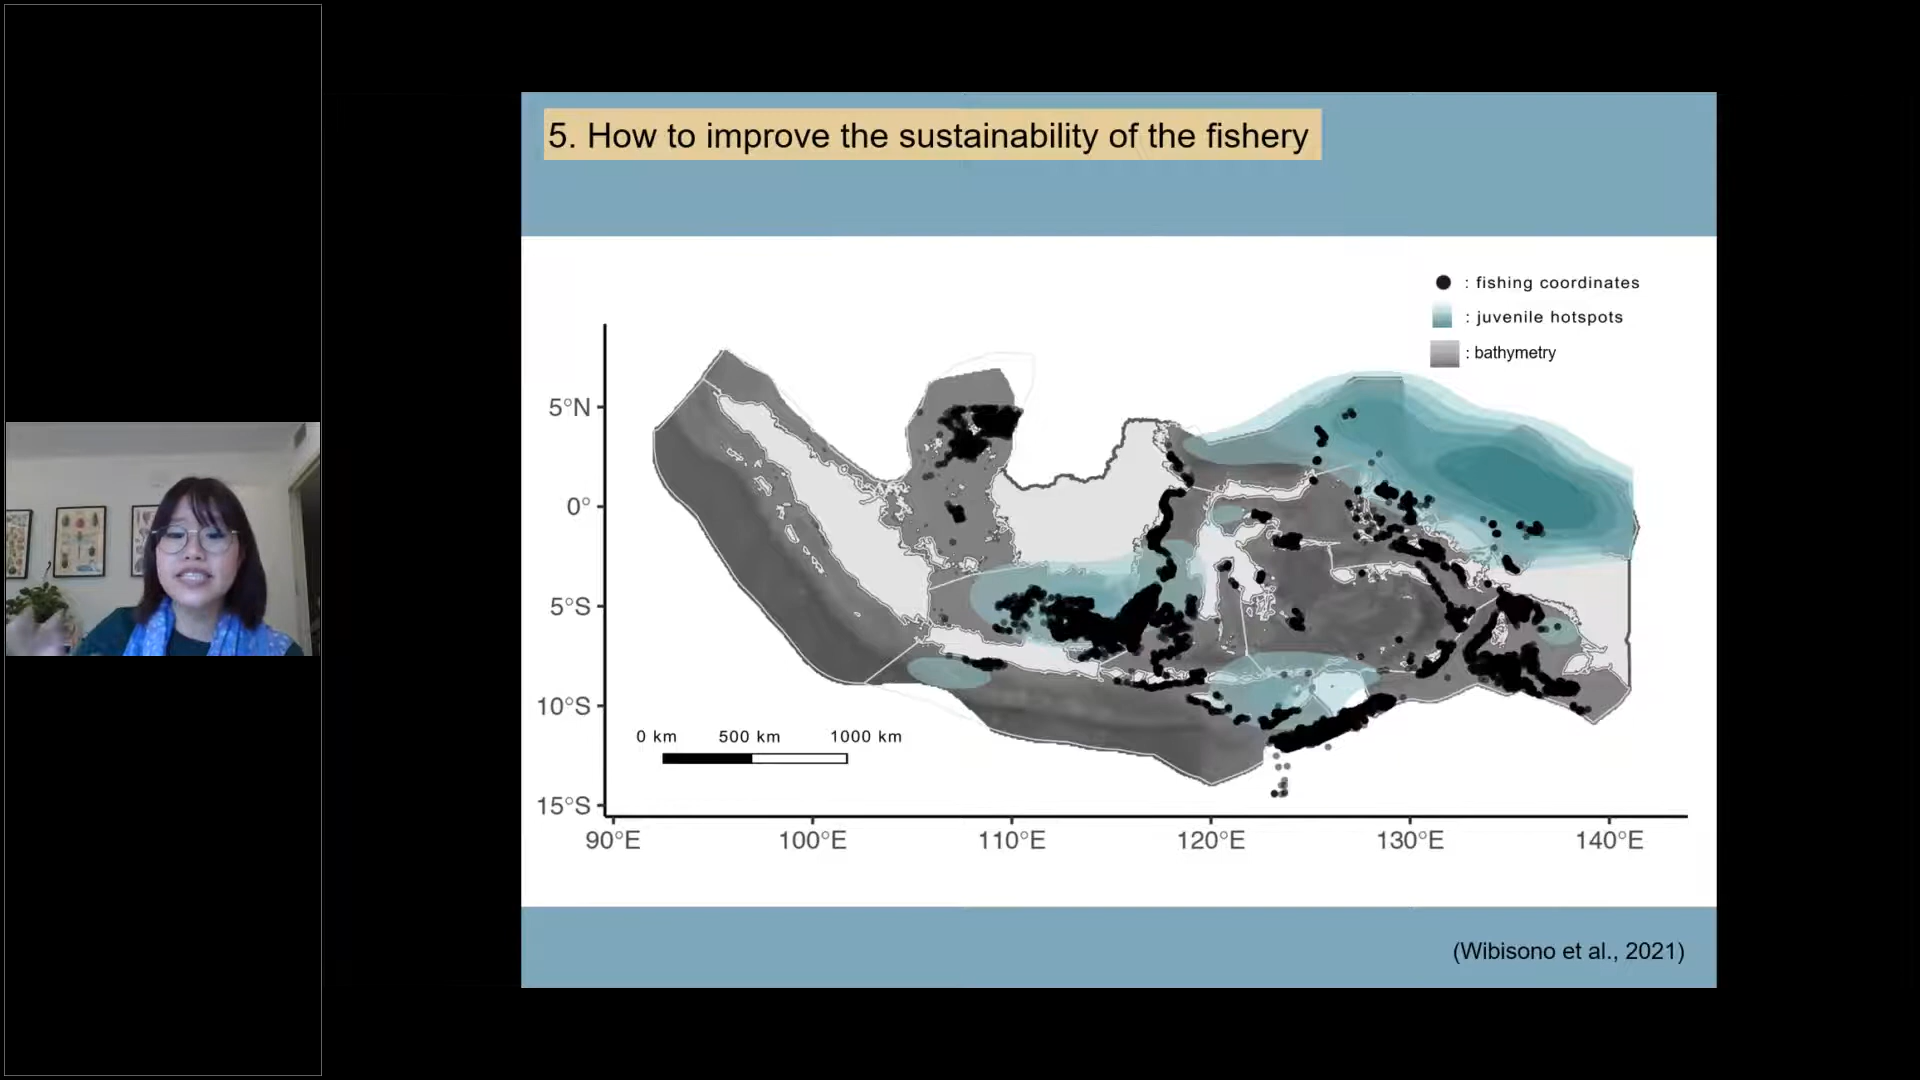 5. How to improve the sustainability of the fishery
: fishing coordinates
: juvenile hotspots
: bathymetry
5°N
0°
5°S
10°S
15°S
0 km 500 km 1000 km
90°E 100°E 110°E 120°E 130°E 140°E
(Wibisono et al., 2021)